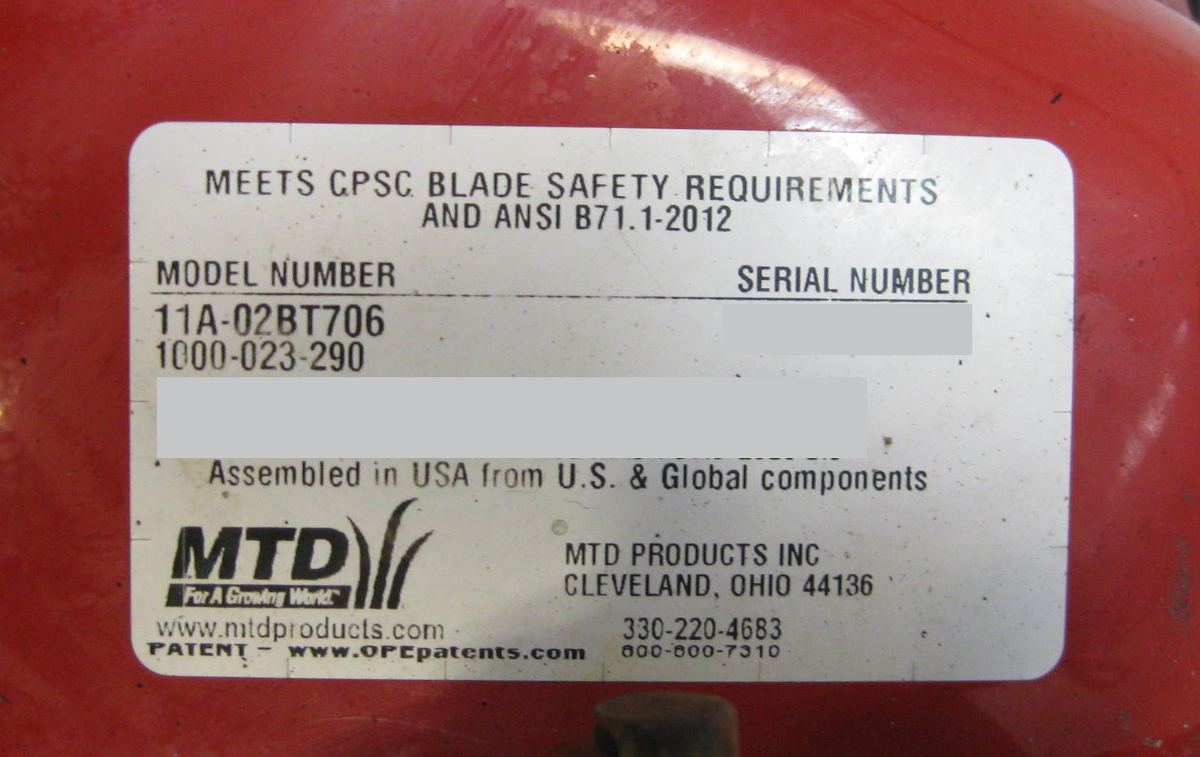 MEETS CPSC BLADE SAFETY REQUIREMENTS
AND ANSI B71.1-2012
MODEL NUMBER SERIAL NUMBER
11A-02BT706
1000-023-290
Assembled in USA from U.S. & Global components
MTD
For A Growing World.
MTD PRODUCTS INC
CLEVELAND, OHIO 44136
www.mtdproducts.com 330-220-4683
PATENT - www.OPEpatents.com 800-800-7310